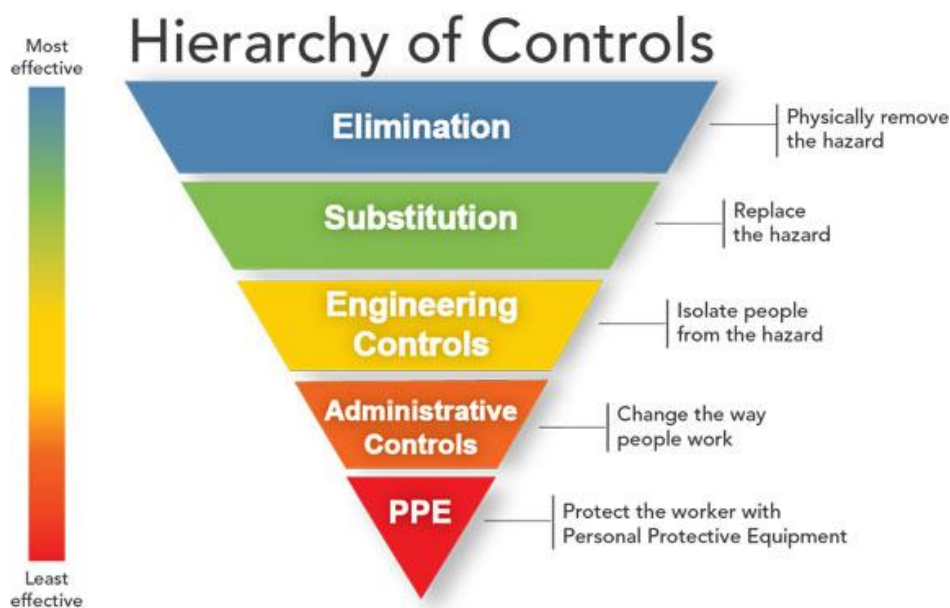 Hierarchy of Controls
Most
effective
Elimination
Physically remove
the hazard
Substitution
Replace
the hazard
Engineering
Controls
Isolate people
from the hazard
Administrative
Controls
Change the way
people work
PPE
Protect the worker with
Personal Protective Equipment
Least
effective